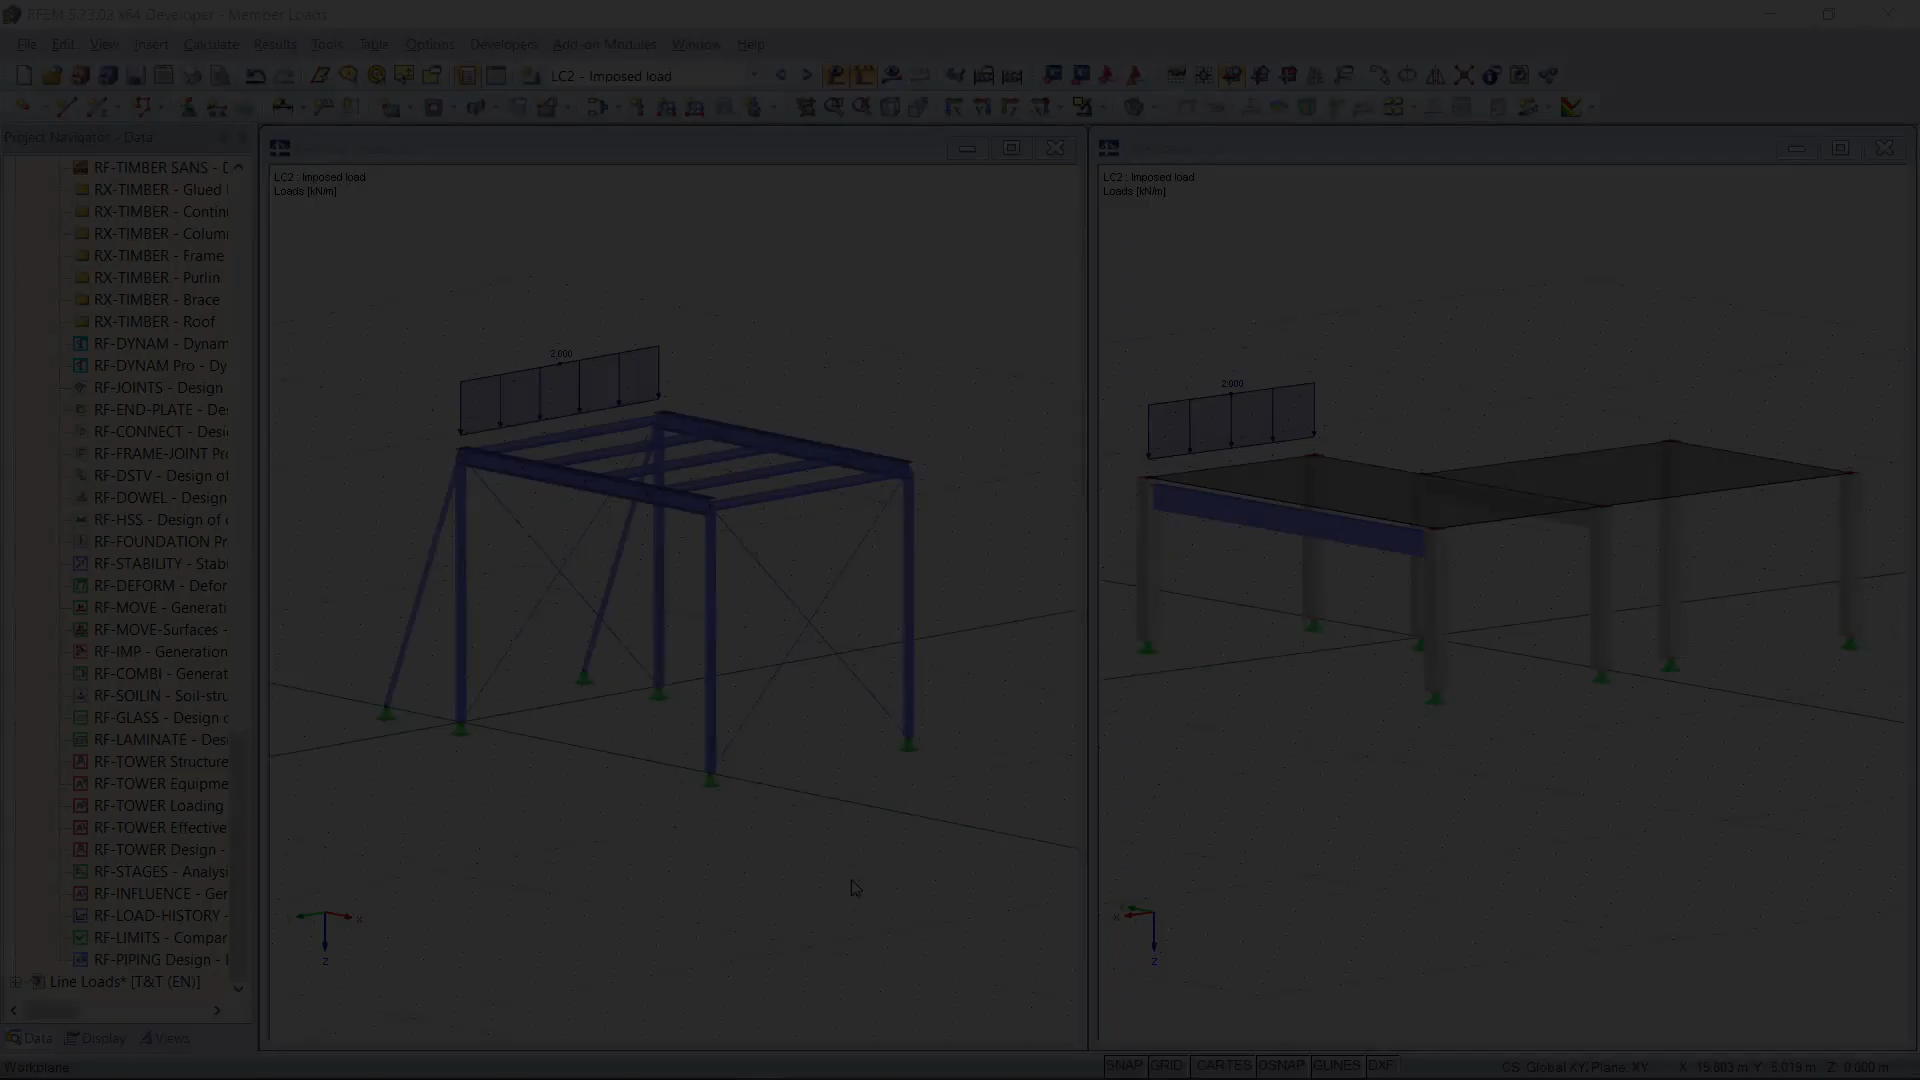 RFEM 5.23.02 x64 Developer - Member Loads
File Edit View Insert Calculate Results Tools Table Options Developers Add-on Modules Window Help
LC2 - Imposed load
Project Navigator - Data
RF-TIMBER SANS - D
RX-TIMBER - Glued
RX-TIMBER - Contin
RX-TIMBER - Colum
RX-TIMBER - Frame
RX-TIMBER - Purlin
RX-TIMBER - Brace
RX-TIMBER - Roof
RF-DYNAM - Dynam
RF-DYNAM Pro - Dy
RF-JOINTS - Design
RF-END-PLATE - De
RF-CONNECT - Desi
RF-FRAME-JOINT Pr
RF-DSTV - Design of
RF-DOWEL - Design
RF-HSS - Design of
RF-FOUNDATION Pr
RF-STABILITY - Stab
RF-DEFORM - Defor
RF-MOVE - Generati
RF-MOVE-Surfaces -
RF-IMP - Generation
RF-COMBI - Generat
RF-SOILIN - Soil-stru
RF-GLASS - Design
RF-LAMINATE - Des
RF-TOWER Structure
RF-TOWER Equipme
RF-TOWER Loading
RF-TOWER Effective
RF-TOWER Design -
RF-STAGES - Analysi
RF-INFLUENCE - Ger
RF-LOAD-HISTORY -
RF-LIMITS - Compar
RF-PIPING Design -
Line Loads* [T&T (EN)]
Data Display Views
LC2 : Imposed load
Loads [kN/m]
2.000
X
Z
LC2 : Imposed load
Loads [kN/m]
2.000
X
Z
Workplane
SNAP GRID CARTES OSNAP GLINES DXF
CS: Global XY, Plane: XY X: 15.803 m Y: 5.019 m Z: 0.000 m